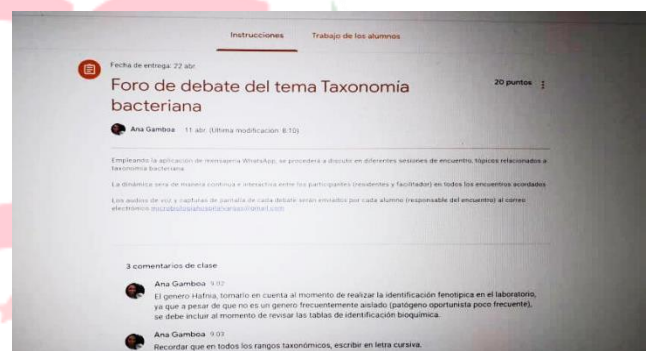 Instrucciones
Trabajo de los alumnos
Fecha de entrega: 22 abr.
Foro de debate del tema Taxonomia
20 puntos
bacteriana
Ana Gamboa 11 abr. (Última modificación: 8:10)
Empleando la aplicación de mensajería WhatsApp, se procederá a discutir en diferentes sesiones de encuentro, tópicos relacionados a
taxonomía bacteriana.
La dinámica será de manera continua e interactiva entre los participantes (residentes y facilitador) en todos los encuentros acordados
Los audios de voz y capturas de pantalla de cada debate serán enviados por cada alumno (responsable del encuentro) al correo
electrónico
3 comentarios de clase
Ana Gamboa 9:02
El genero Hafnia, tomarlo en cuenta al momento de realizar la identificación fenotípica en el laboratorio,
ya que a pesar de que no es un genero frecuentemente aislado (patógeno oportunista poco frecuente),
se debe incluir al momento de revisar las tablas de identificación bioquímica.
Ana Gamboa 9:03
Recordar que en todos los rangos taxonómicos, escribir en letra cursiva.